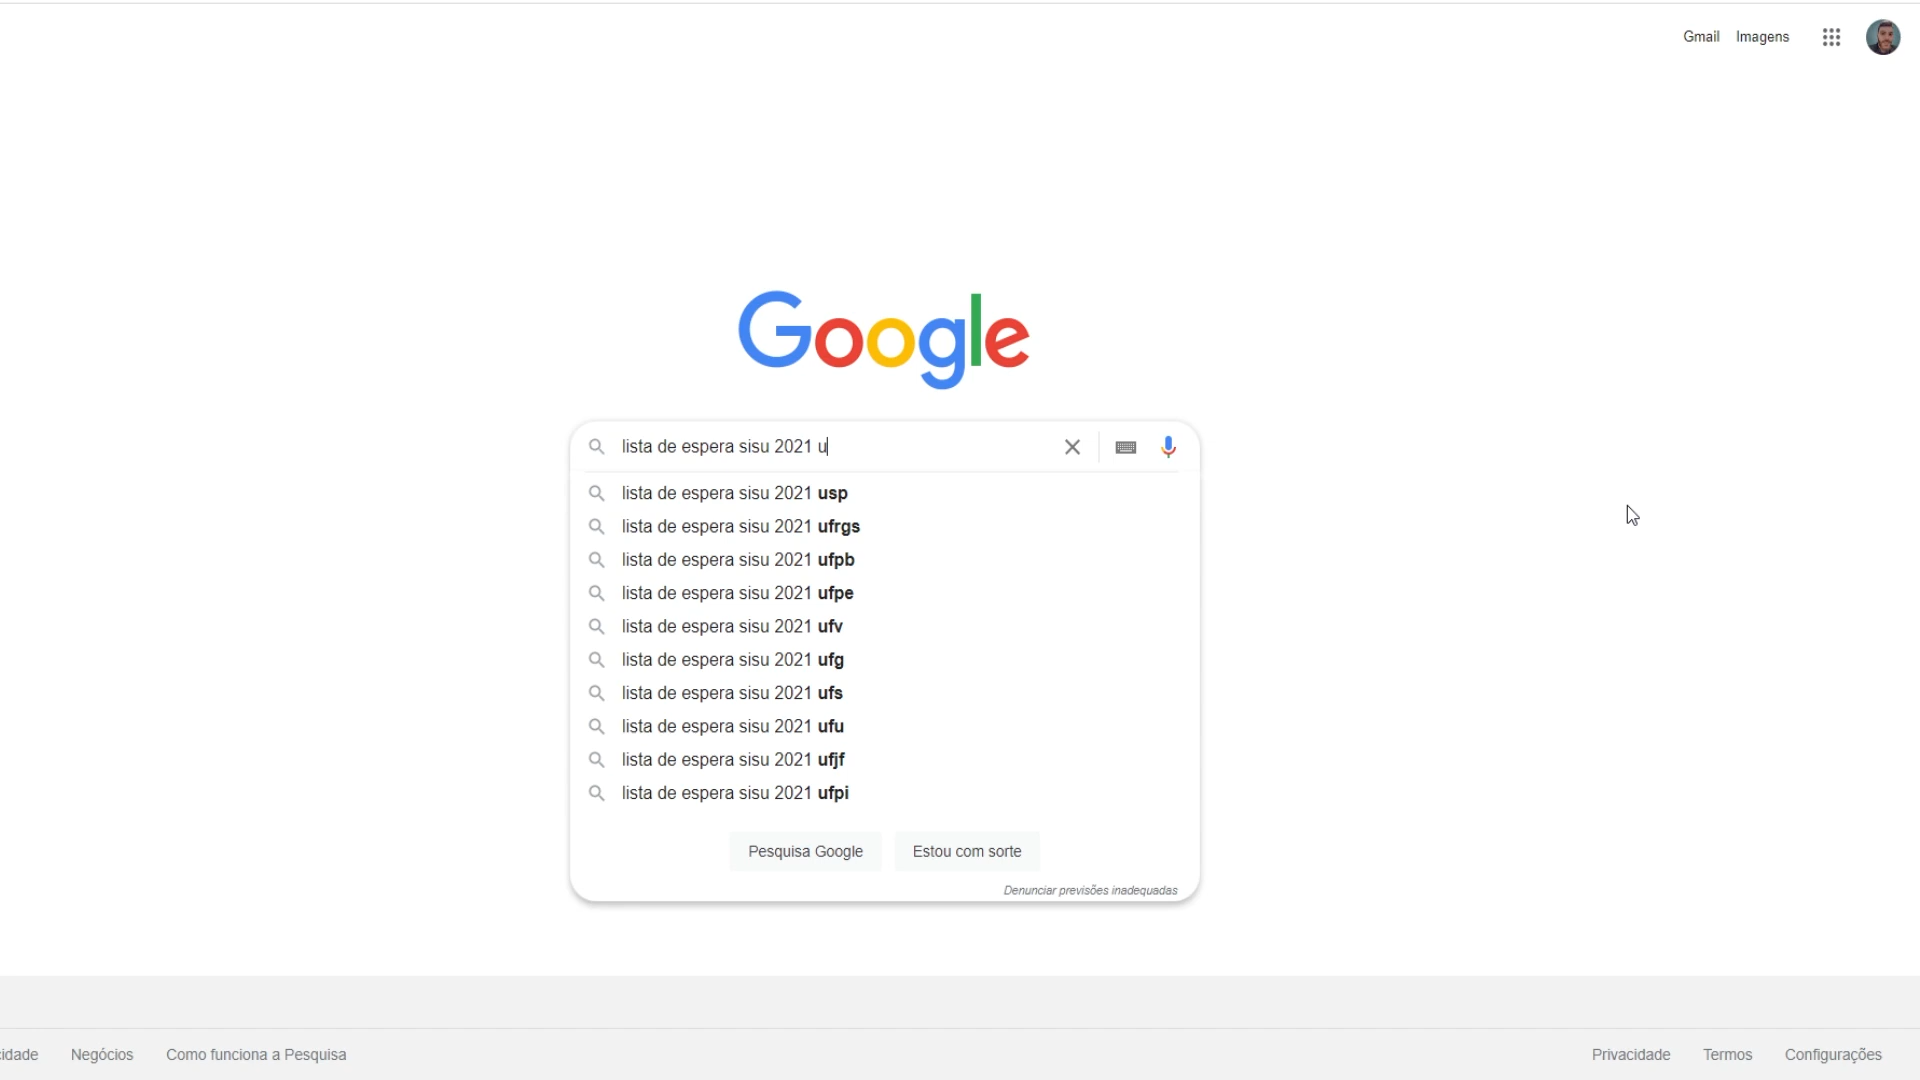 Gmail Imagens
Google
lista de espera sisu 2021 u
lista de espera sisu 2021 usp
lista de espera sisu 2021 ufrgs
lista de espera sisu 2021 ufpb
lista de espera sisu 2021 ufpe
lista de espera sisu 2021 ufv
lista de espera sisu 2021 ufg
lista de espera sisu 2021 ufs
lista de espera sisu 2021 ufu
lista de espera sisu 2021 ufjf
lista de espera sisu 2021 ufpi
Pesquisa Google Estou com sorte
Denunciar previsões inadequadas
cidade Negócios Como funciona a Pesquisa Privacidade Termos Configurações